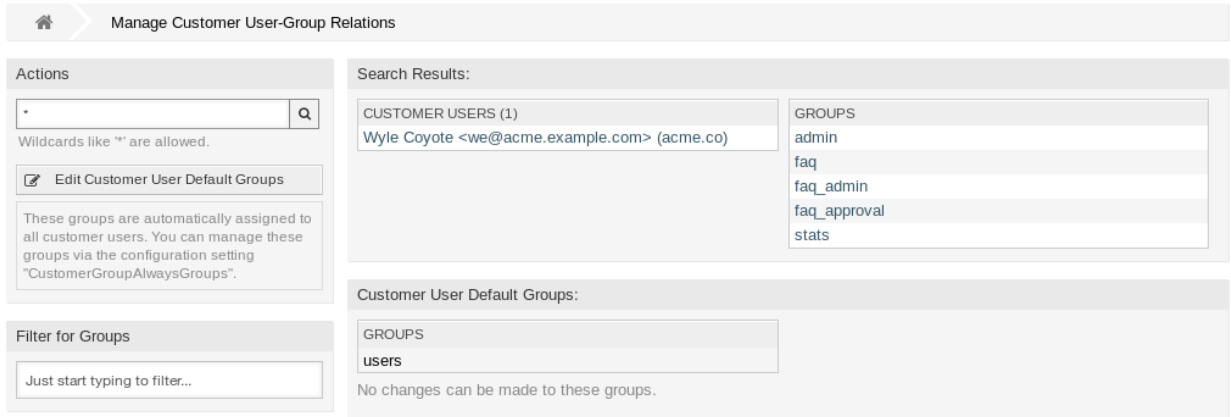 Manage Customer User-Group Relations
Actions
*
Wildcards like '*' are allowed.
Edit Customer User Default Groups
These groups are automatically assigned to
all customer users. You can manage these
groups via the configuration setting
"CustomerGroupAlwaysGroups".
Filter for Groups
Just start typing to filter...
Search Results:
CUSTOMER USERS (1)
Wyle Coyote <we@acme.example.com> (acme.co)
GROUPS
admin
faq
faq_admin
faq_approval
stats
Customer User Default Groups:
GROUPS
users
No changes can be made to these groups.